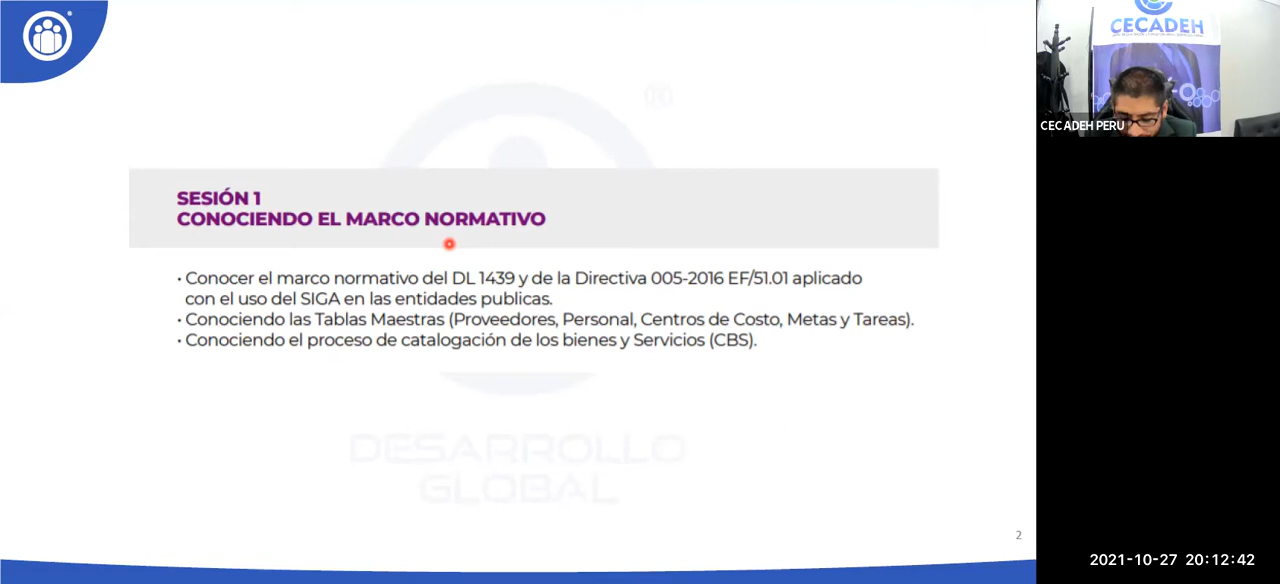 SESIÓN 1
CONOCIENDO EL MARCO NORMATIVO
• Conocer el marco normativo del DL 1439 y de la Directiva 005-2016 EF/51.01 aplicado
con el uso del SIGA en las entidades publicas.
• Conociendo las Tablas Maestras (Proveedores, Personal, Centros de Costo, Metas y Tareas).
• Conociendo el proceso de catalogación de los bienes y Servicios (CBS).
DESARROLLO
GLOBAL
®
2
CECADEH
CECADEH PERU
2021-10-27 20:12:42